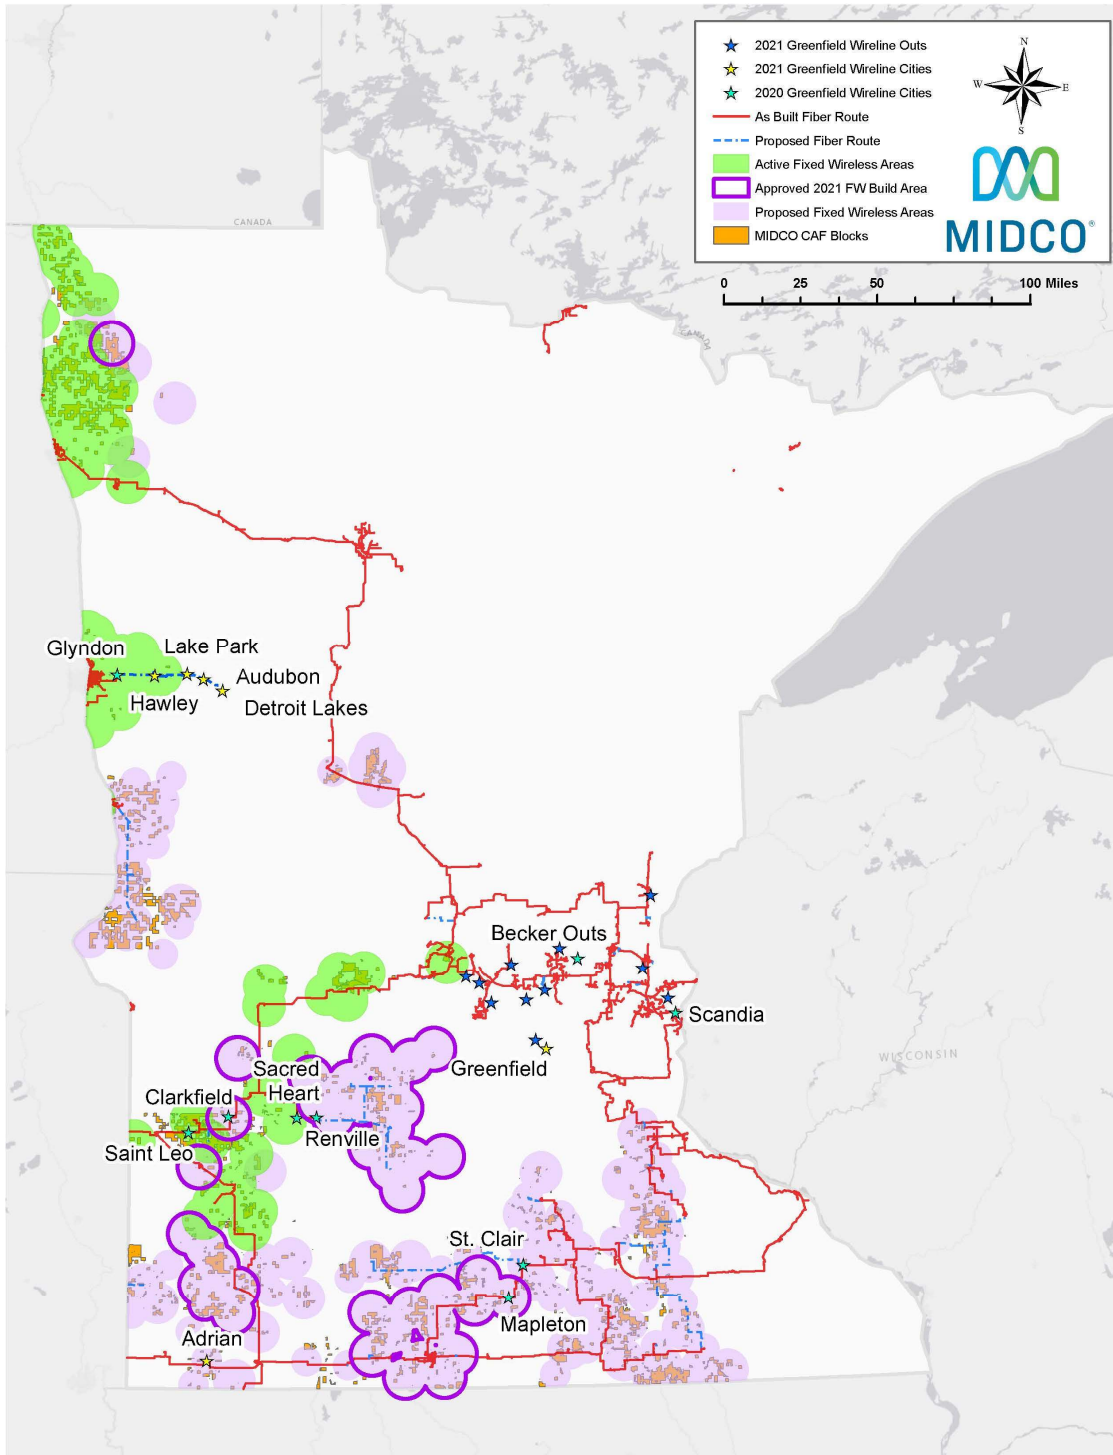 2021 Greenfield Wireline Outs
2021 Greenfield Wireline Cities
2020 Greenfield Wireline Cities
As Built Fiber Route
Proposed Fiber Route
Active Fixed Wireless Areas
Approved 2021 FW Build Area
Proposed Fixed Wireless Areas
MIDCO CAF Blocks
N
W
E
S
MIDCO®
0 25 50 100 Miles
CANADA
CANADA
Glyndon
Lake Park
Audubon
Hawley
Detroit Lakes
Becker Outs
Scandia
WISCONSIN
Greenfield
Sacred
Heart
Clarkfield
Renville
Saint Leo
St. Clair
Mapleton
Adrian